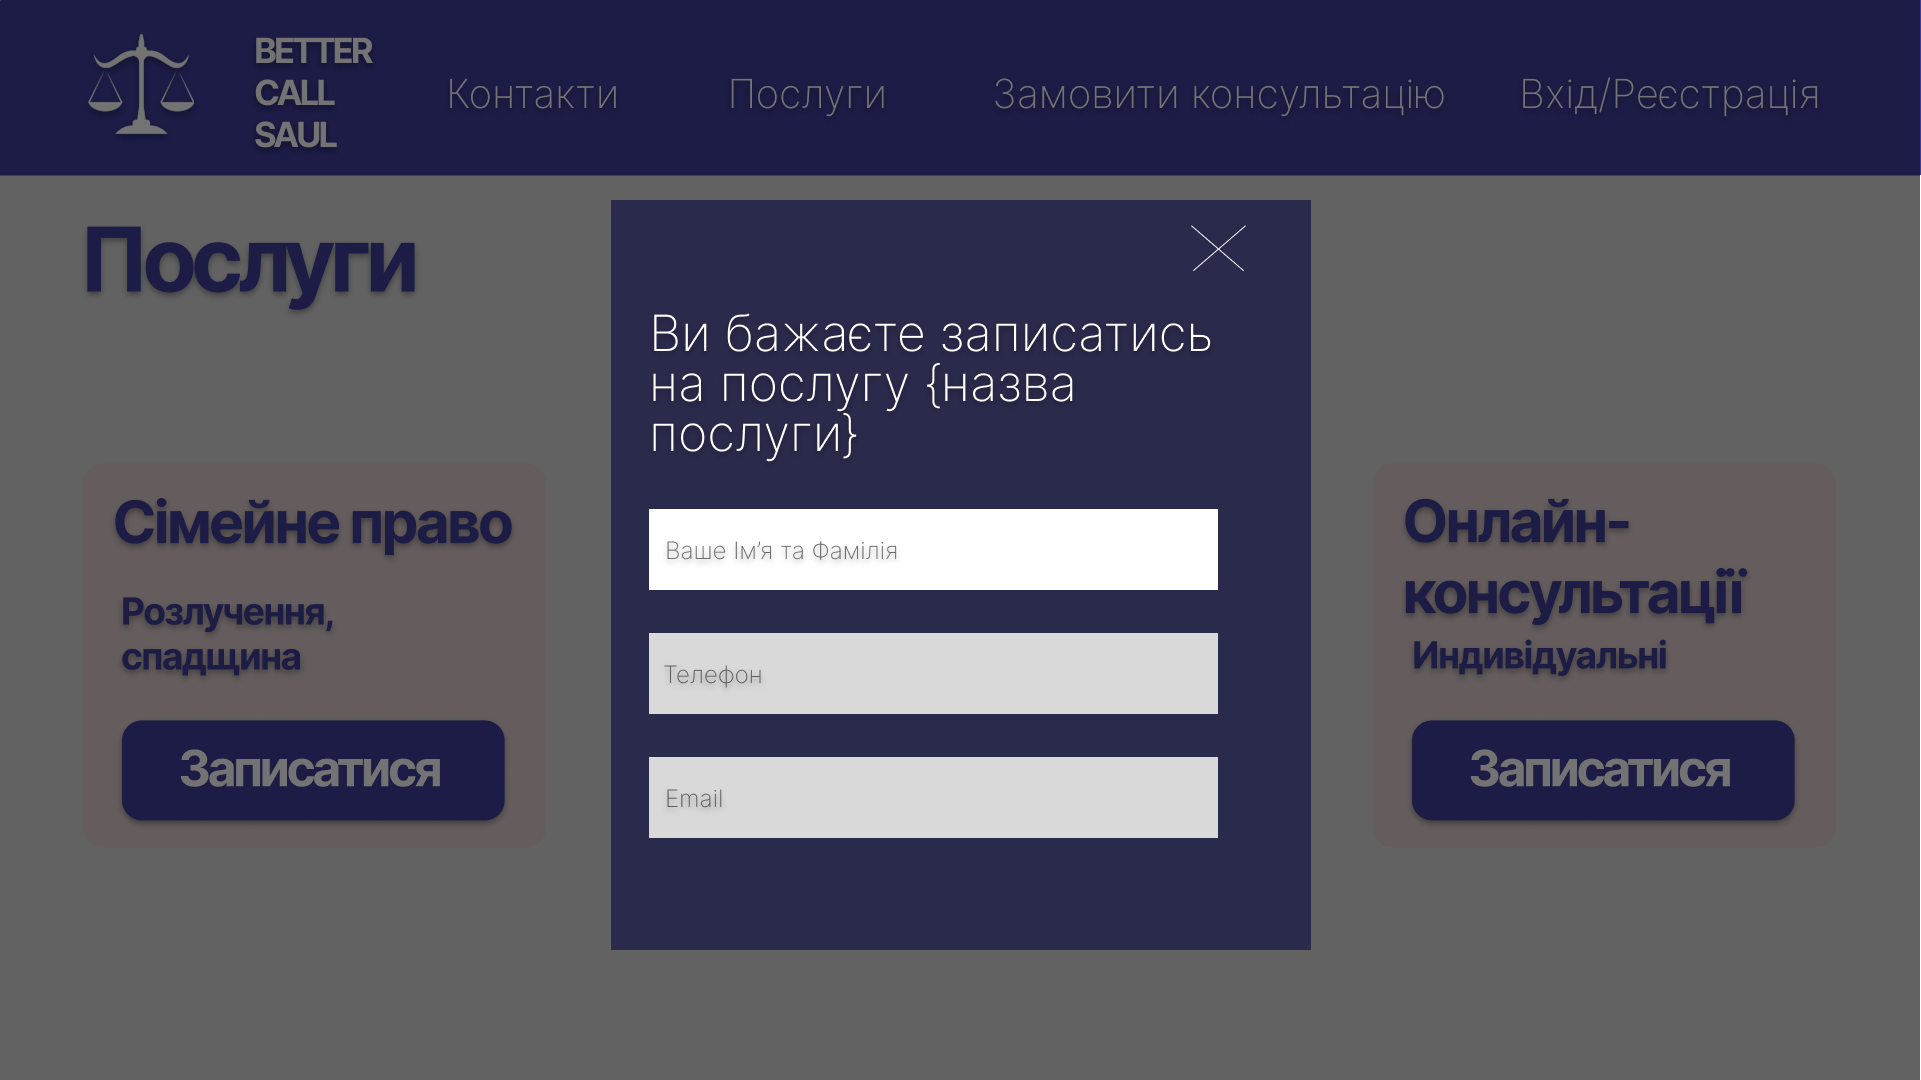 BETTER
CALL
SAUL
Контакти
Послуги
Замовити консультацію
Вхід/Реєстрація
Послуги
Ви бажаєте записатись
на послугу {назва
послуги}
Ваше Ім’я та Фамілія
Телефон
Email
Сімейне право
Розлучення,
спадщина
Записатися
Онлайн-
консультації
Индивідуальні
Записатися